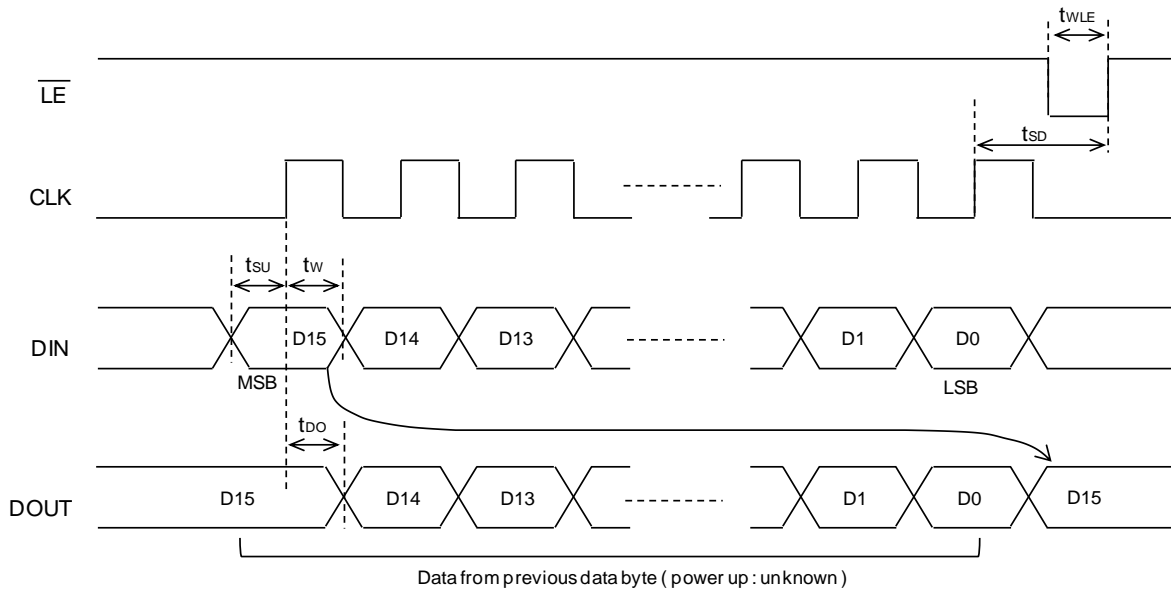 tWLE
LE
tSD
CLK
tSU tW
D15 D14 D13 D1 D0
DIN
MSB LSB
tDO
D15 D14 D13 D1 D0 D15
DOUT
Data from previous data byte ( power up : unknown )